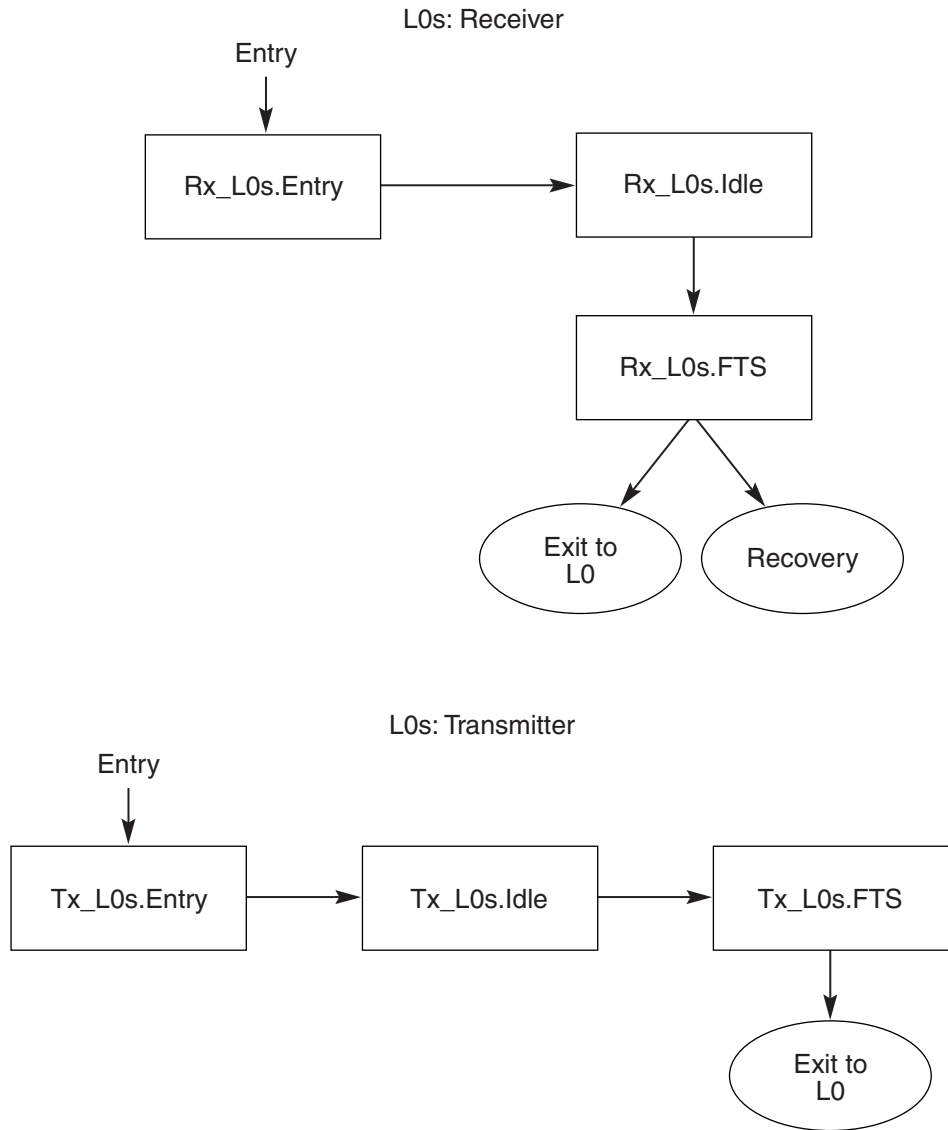 L0s: Receiver
Entry
Rx_L0s.Entry
Rx_L0s.Idle
Rx_L0s.FTS
Exit to
L0
Recovery
L0s: Transmitter
Entry
Tx_L0s.Entry
Tx_L0s.Idle
Tx_L0s.FTS
Exit to
L0